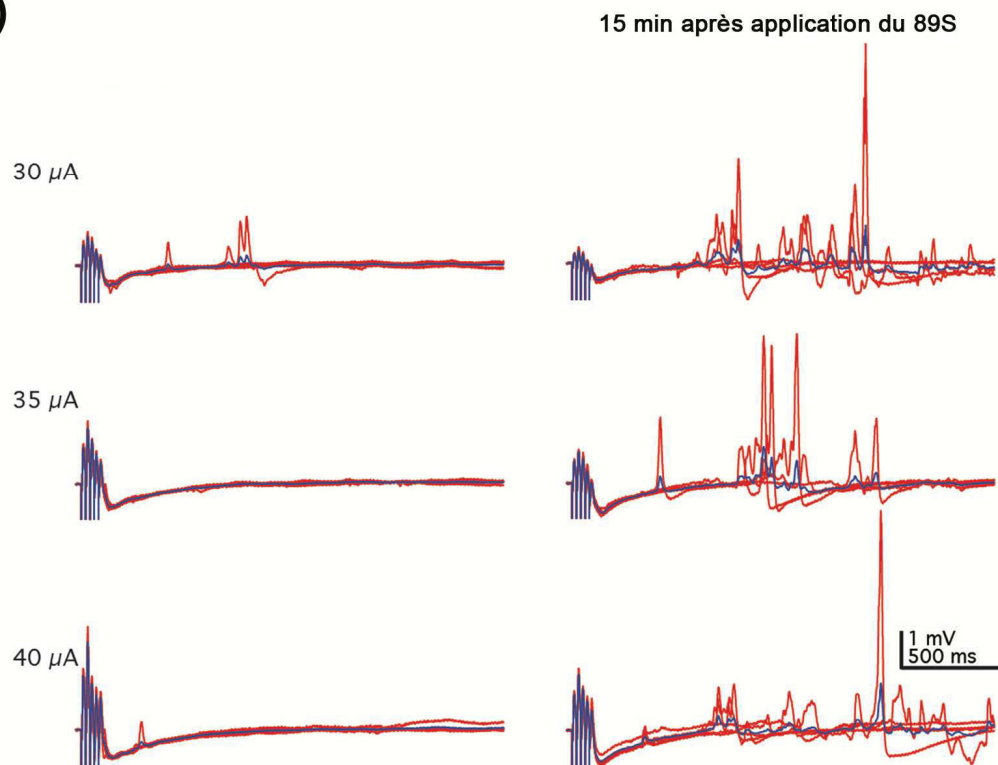 )
15 min après application du 89S
30 µA
35 µA
40 µA
1 mV
500 ms